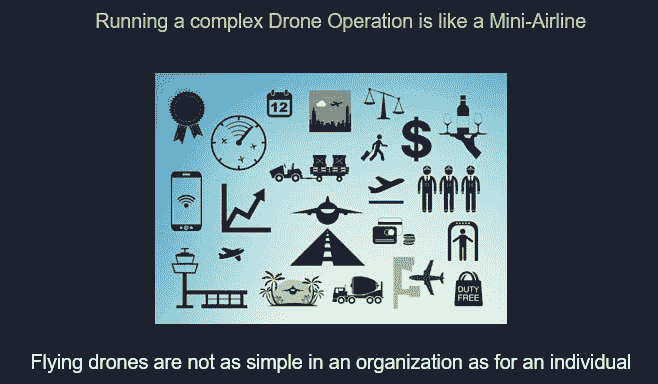 Running a complex Drone Operation is like a Mini-Airline
12
$
DUTY
FREE
Flying drones are not as simple in an organization as for an individual